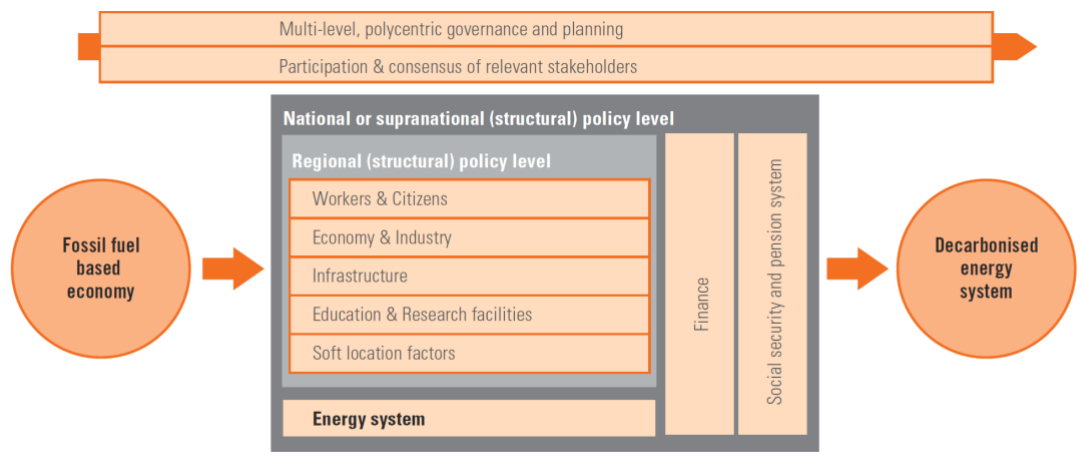 Multi-level, polycentric governance and planning
Participation & consensus of relevant stakeholders
National or supranational (structural) policy level
Regional (structural) policy level
Workers & Citizens
Economy & Industry
Infrastructure
Education & Research facilities
Soft location factors
Energy system
Finance
Social security and pension system
Fossil fuel
based
economy
Decarbonised
energy
system